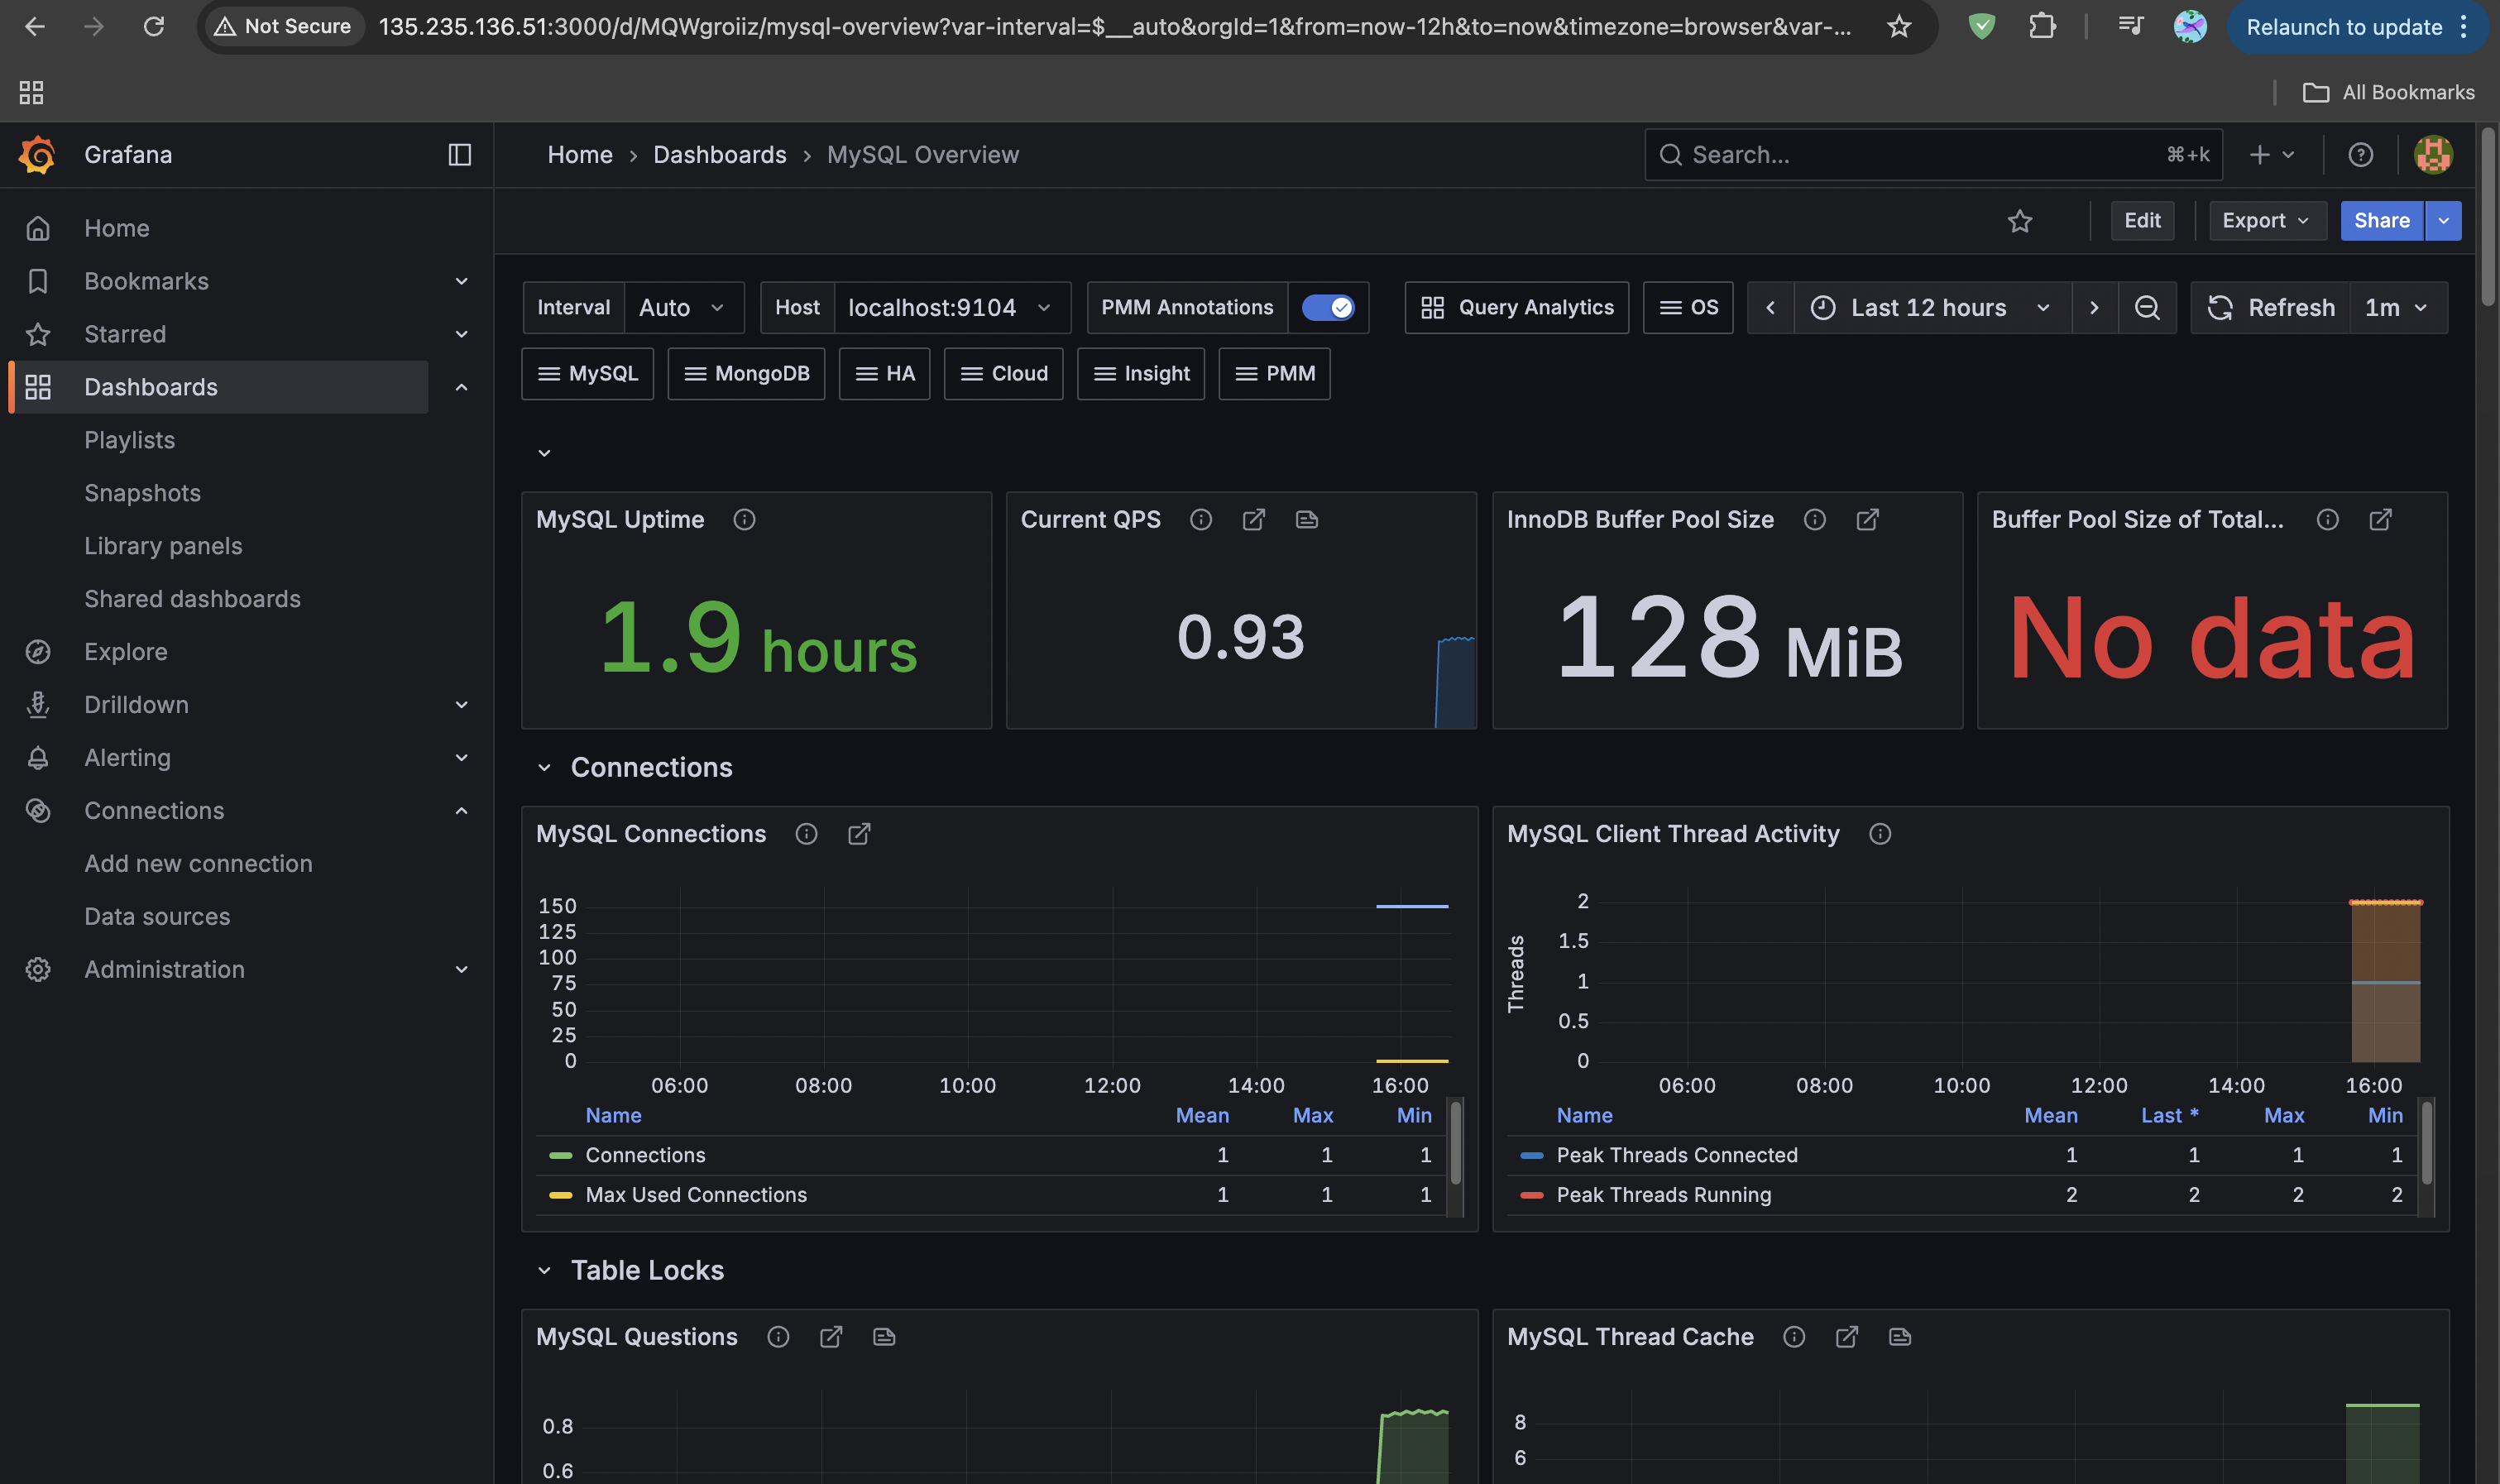 Not Secure
135.235.136.51:3000/d/MQWgroiiz/mysql-overview?var-interval=$__auto&orgId=1&from=now-12h&to=now&timezone=browser&var-...
Relaunch to update
All Bookmarks
Grafana
Home › Dashboards › MySQL Overview
Search...
⌘+k
Edit
Export
Share
Home
Bookmarks
Starred
Dashboards
Playlists
Snapshots
Library panels
Shared dashboards
Explore
Drilldown
Alerting
Connections
Add new connection
Data sources
Administration
Interval Auto
Host localhost:9104
PMM Annotations
Query Analytics
OS
Last 12 hours
Refresh 1m
MySQL
MongoDB
HA
Cloud
Insight
PMM
MySQL Uptime
1.9 hours
Current QPS
0.93
InnoDB Buffer Pool Size
128 MiB
Buffer Pool Size of Total...
No data
Connections
MySQL Connections
150
125
100
75
50
25
0
06:00 08:00 10:00 12:00 14:00 16:00
Name Mean Max Min
Connections 1 1 1
Max Used Connections 1 1 1
MySQL Client Thread Activity
Threads
2
1.5
1
0.5
0
06:00 08:00 10:00 12:00 14:00 16:00
Name Mean Last * Max Min
Peak Threads Connected 1 1 1 1
Peak Threads Running 2 2 2 2
Table Locks
MySQL Questions
0.8
0.6
MySQL Thread Cache
8
6